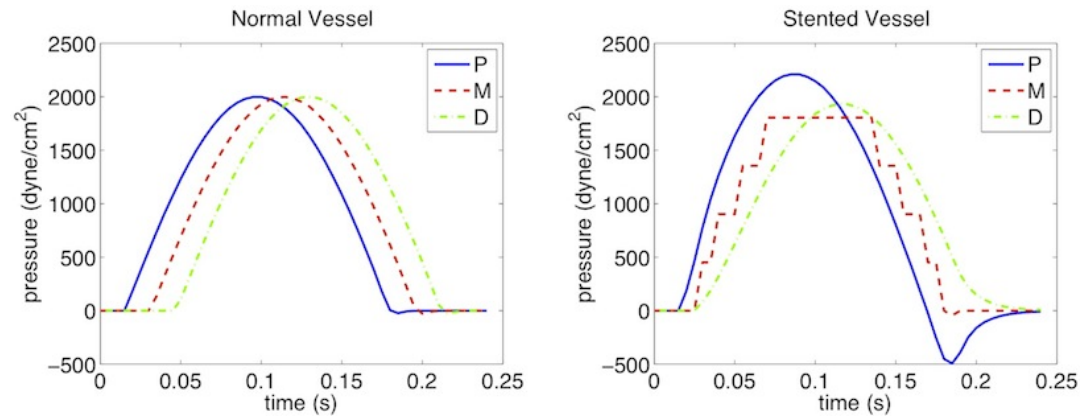 Normal Vessel
2500
2000
1500
1000
500
0
−500
pressure (dyne/cm²)
0 0.05 0.1 0.15 0.2 0.25
time (s)
P
M
D
Stented Vessel
2500
2000
1500
1000
500
0
−500
pressure (dyne/cm²)
0 0.05 0.1 0.15 0.2 0.25
time (s)
P
M
D